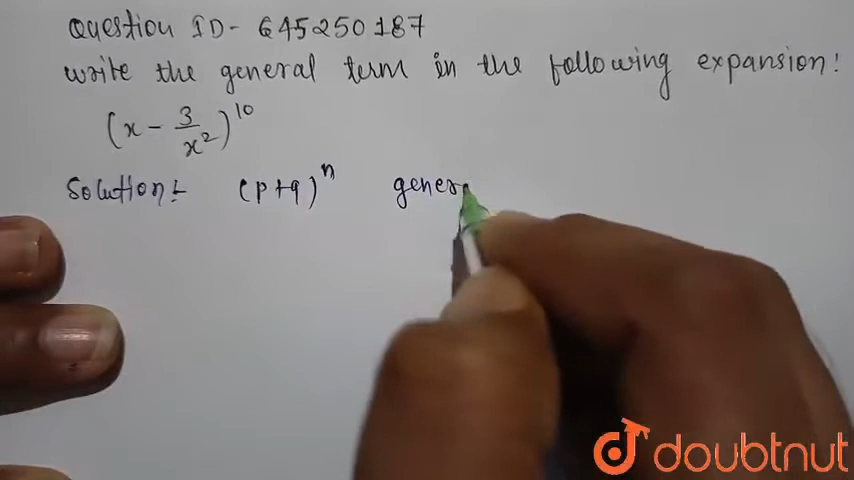 Question ID- 645250187
write the general term in the following expansion:
(x - 3/x²)^10
Solution:- (p+q)^n gener
doubtnut